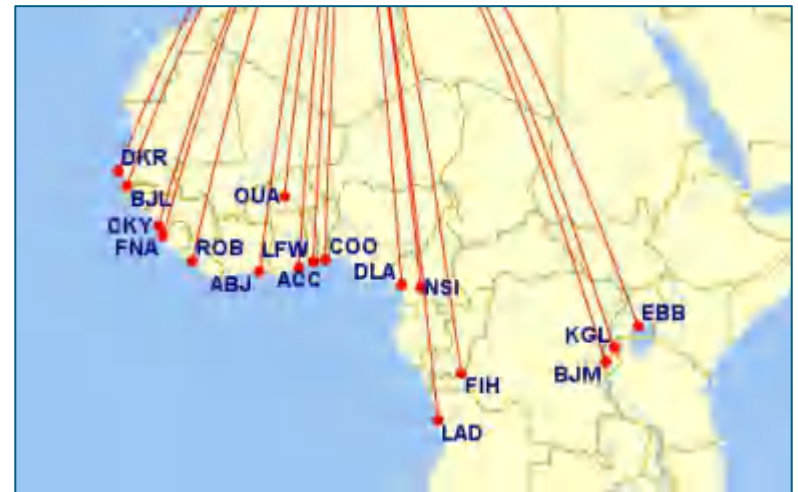 DKR
BJL
OUA
CKY
FNA
ROB
LFW
COO
ABJ
ACC
DLA
NSI
EBB
KGL
BJM
FIH
LAD